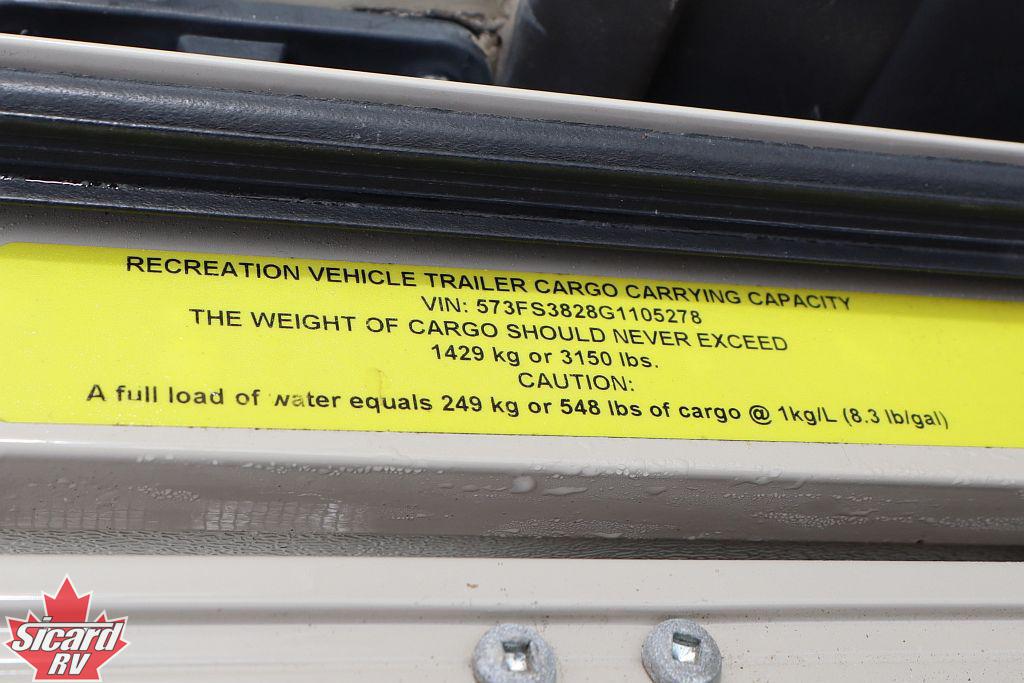 RECREATION VEHICLE TRAILER CARGO CARRYING CAPACITY
VIN: 573FS3828G1105278
THE WEIGHT OF CARGO SHOULD NEVER EXCEED
1429 kg or 3150 lbs.
CAUTION:
A full load of water equals 249 kg or 548 lbs of cargo @ 1kg/L (8.3 lb/gal)
Sicard
RV